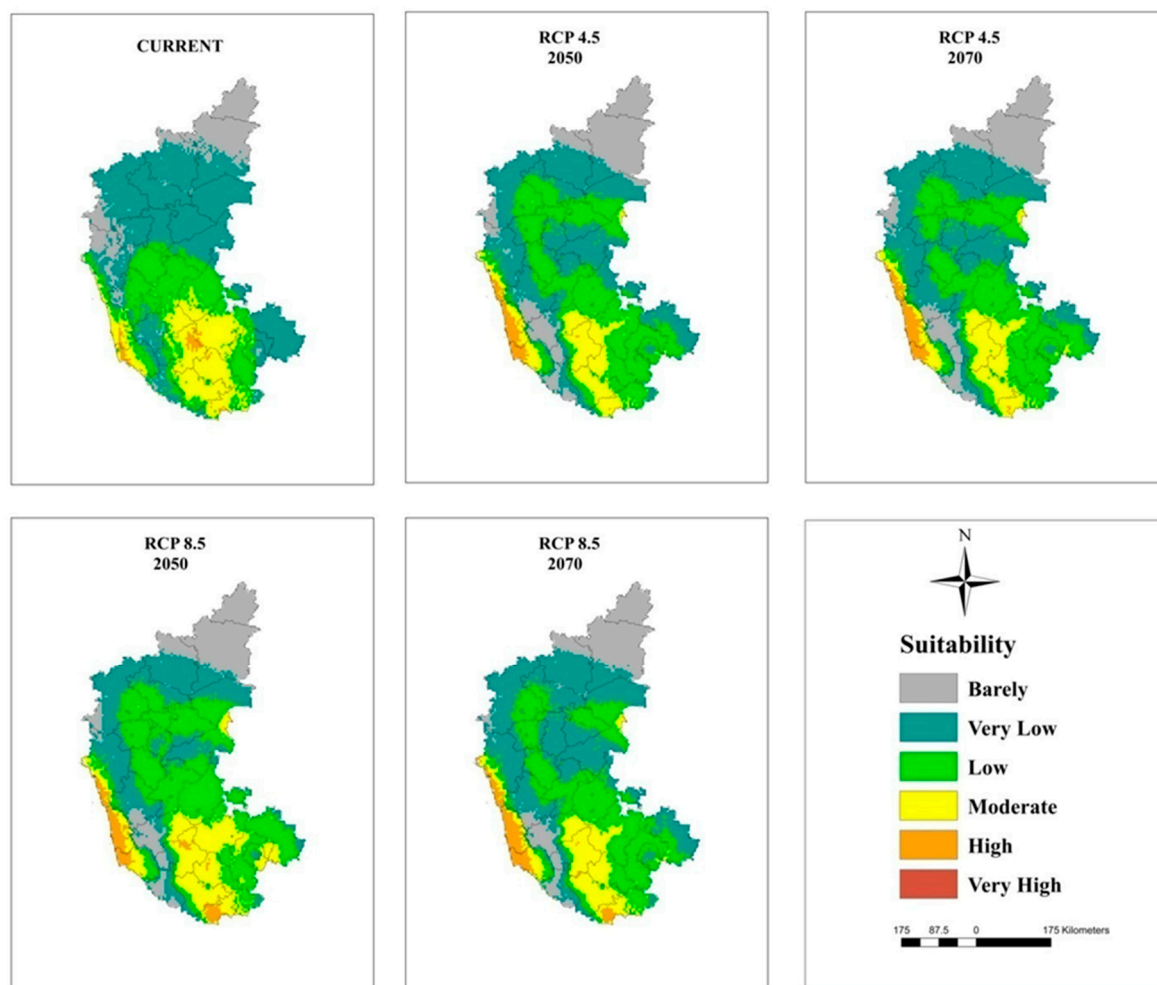 CURRENT
RCP 4.5
2050
RCP 4.5
2070
RCP 8.5
2050
RCP 8.5
2070
N
Suitability
Barely
Very Low
Low
Moderate
High
Very High
175 87.5 0 175 Kilometers